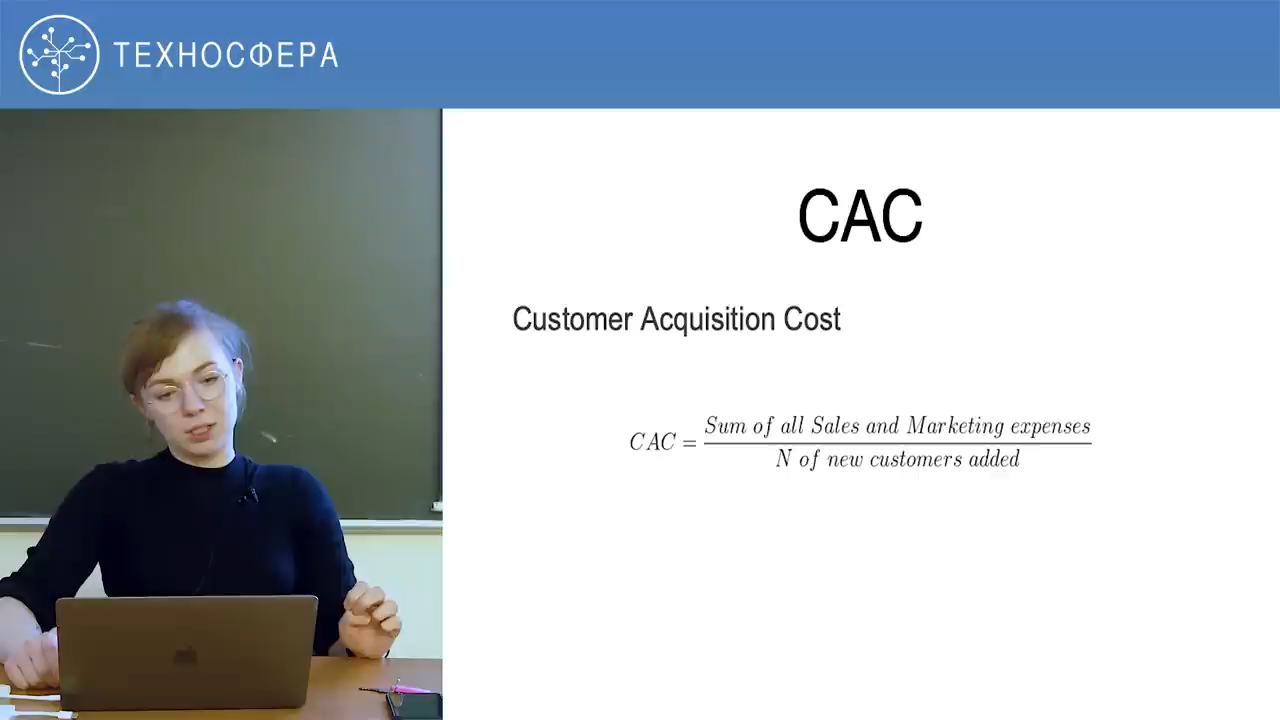 ТЕХНОСФЕРА
CAC
Customer Acquisition Cost
CAC = Sum of all Sales and Marketing expenses / N of new customers added